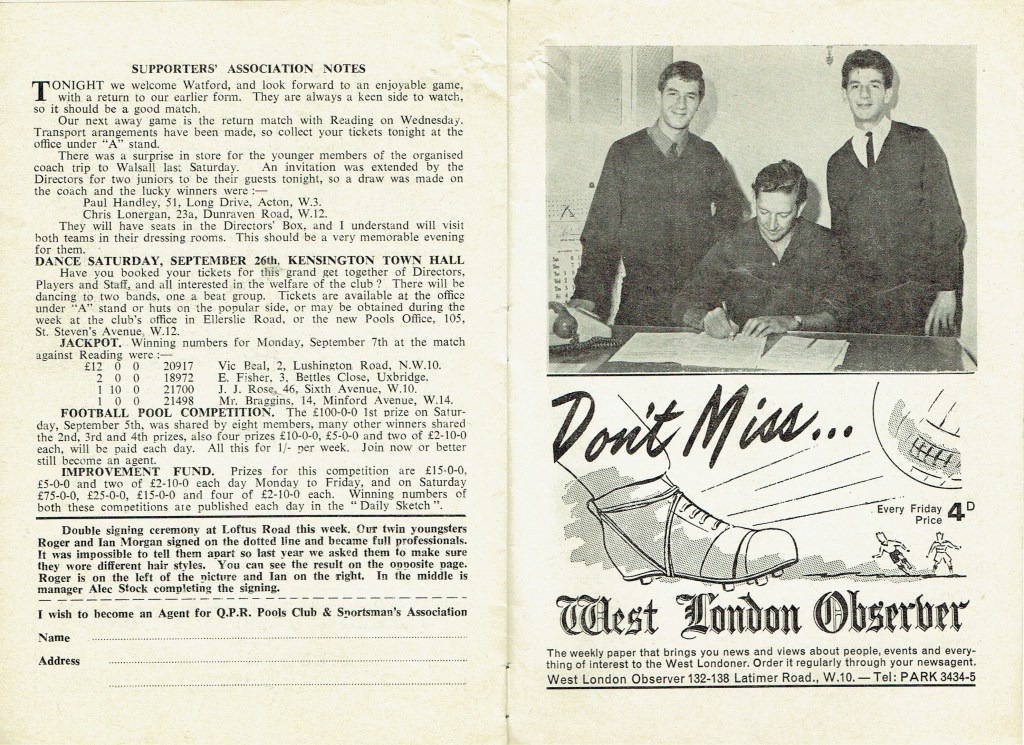 SUPPORTERS' ASSOCIATION NOTES
TONIGHT we welcome Watford, and look forward to an enjoyable game,
with a return to our earlier form. They are always a keen side to watch,
so it should be a good match.
Our next away game is the return match with Reading on Wednesday.
Transport arangements have been made, so collect your tickets tonight at the
office under "A" stand.
There was a surprise in store for the younger members of the organised
coach trip to Walsall last Saturday. An invitation was extended by the
Directors for two juniors to be their guests tonight, so a draw was made on
the coach and the lucky winners were :—
Paul Handley, 51, Long Drive, Acton, W.3.
Chris Lonergan, 23a, Dunraven Road, W.12.
They will have seats in the Directors' Box, and I understand will visit
both teams in their dressing rooms. This should be a very memorable evening
for them.
DANCE SATURDAY, SEPTEMBER 26th, KENSINGTON TOWN HALL
Have you booked your tickets for this grand get together of Directors,
Players and Staff, and all interested in the welfare of the club ? There will be
dancing to two bands, one a beat group. Tickets are available at the office
under "A" stand or huts on the popular side, or may be obtained during the
week at the club's office in Ellerslie Road, or the new Pools Office, 105,
St. Steven's Avenue, W.12.
JACKPOT. Winning numbers for Monday, September 7th at the match
against Reading were :—
£12 0 0 20917 Vic Beal, 2, Lushington Road, N.W.10.
2 0 0 18972 E. Fisher, 3, Bettles Close, Uxbridge.
1 10 0 21700 J. J. Rose, 46, Sixth Avenue, W.10.
1 0 0 21498 Mr. Braggins, 14, Minford Avenue, W.14.
FOOTBALL POOL COMPETITION. The £100-0-0 1st prize on Satur-
day, September 5th, was shared by eight members, many other winners shared
the 2nd, 3rd and 4th prizes, also four prizes £10-0-0, £5-0-0 and two of £2-10-0
each, will be paid each day. All this for 1/- per week. Join now or better
still become an agent.
IMPROVEMENT FUND. Prizes for this competition are £15-0-0,
£5-0-0 and two of £2-10-0 each day Monday to Friday, and on Saturday
£75-0-0, £25-0-0, £15-0-0 and four of £2-10-0 each. Winning numbers of
both these competitions are published each day in the "Daily Sketch".
Double signing ceremony at Loftus Road this week. Our twin youngsters
Roger and Ian Morgan signed on the dotted line and became full professionals.
It was impossible to tell them apart so last year we asked them to make sure
they wore different hair styles. You can see the result on the opposite page.
Roger is on the left of the picture and Ian on the right. In the middle is
manager Alec Stock completing the signing.
I wish to become an Agent for Q.P.R. Pools Club & Sportsman's Association
Name
Address
Don't Miss...
Every Friday
Price 4D
West London Observer
The weekly paper that brings you news and views about people, events and every-
thing of interest to the West Londoner. Order it regularly through your newsagent.
West London Observer 132-138 Latimer Road., W.10. — Tel: PARK 3434-5